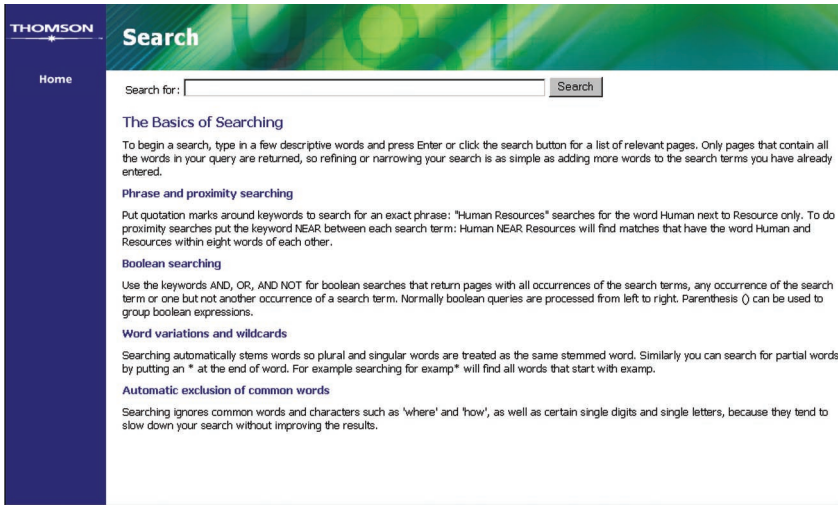 THOMSON
Search
Home
Search for:
Search
The Basics of Searching
To begin a search, type in a few descriptive words and press Enter or click the search button for a list of relevant pages. Only pages that contain all
the words in your query are returned, so refining or narrowing your search is as simple as adding more words to the search terms you have already
entered.
Phrase and proximity searching
Put quotation marks around keywords to search for an exact phrase: "Human Resources" searches for the word Human next to Resource only. To do
proximity searches put the keyword NEAR between each search term: Human NEAR Resources will find matches that have the word Human and
Resources within eight words of each other.
Boolean searching
Use the keywords AND, OR, AND NOT for boolean searches that return pages with all occurrences of the search terms, any occurrence of the search
term or one but not another occurrence of a search term. Normally boolean queries are processed from left to right. Parenthesis () can be used to
group boolean expressions.
Word variations and wildcards
Searching automatically stems words so plural and singular words are treated as the same stemmed word. Similarly you can search for partial words
by putting an * at the end of word. For example searching for examp* will find all words that start with examp.
Automatic exclusion of common words
Searching ignores common words and characters such as 'where' and 'how', as well as certain single digits and single letters, because they tend to
slow down your search without improving the results.